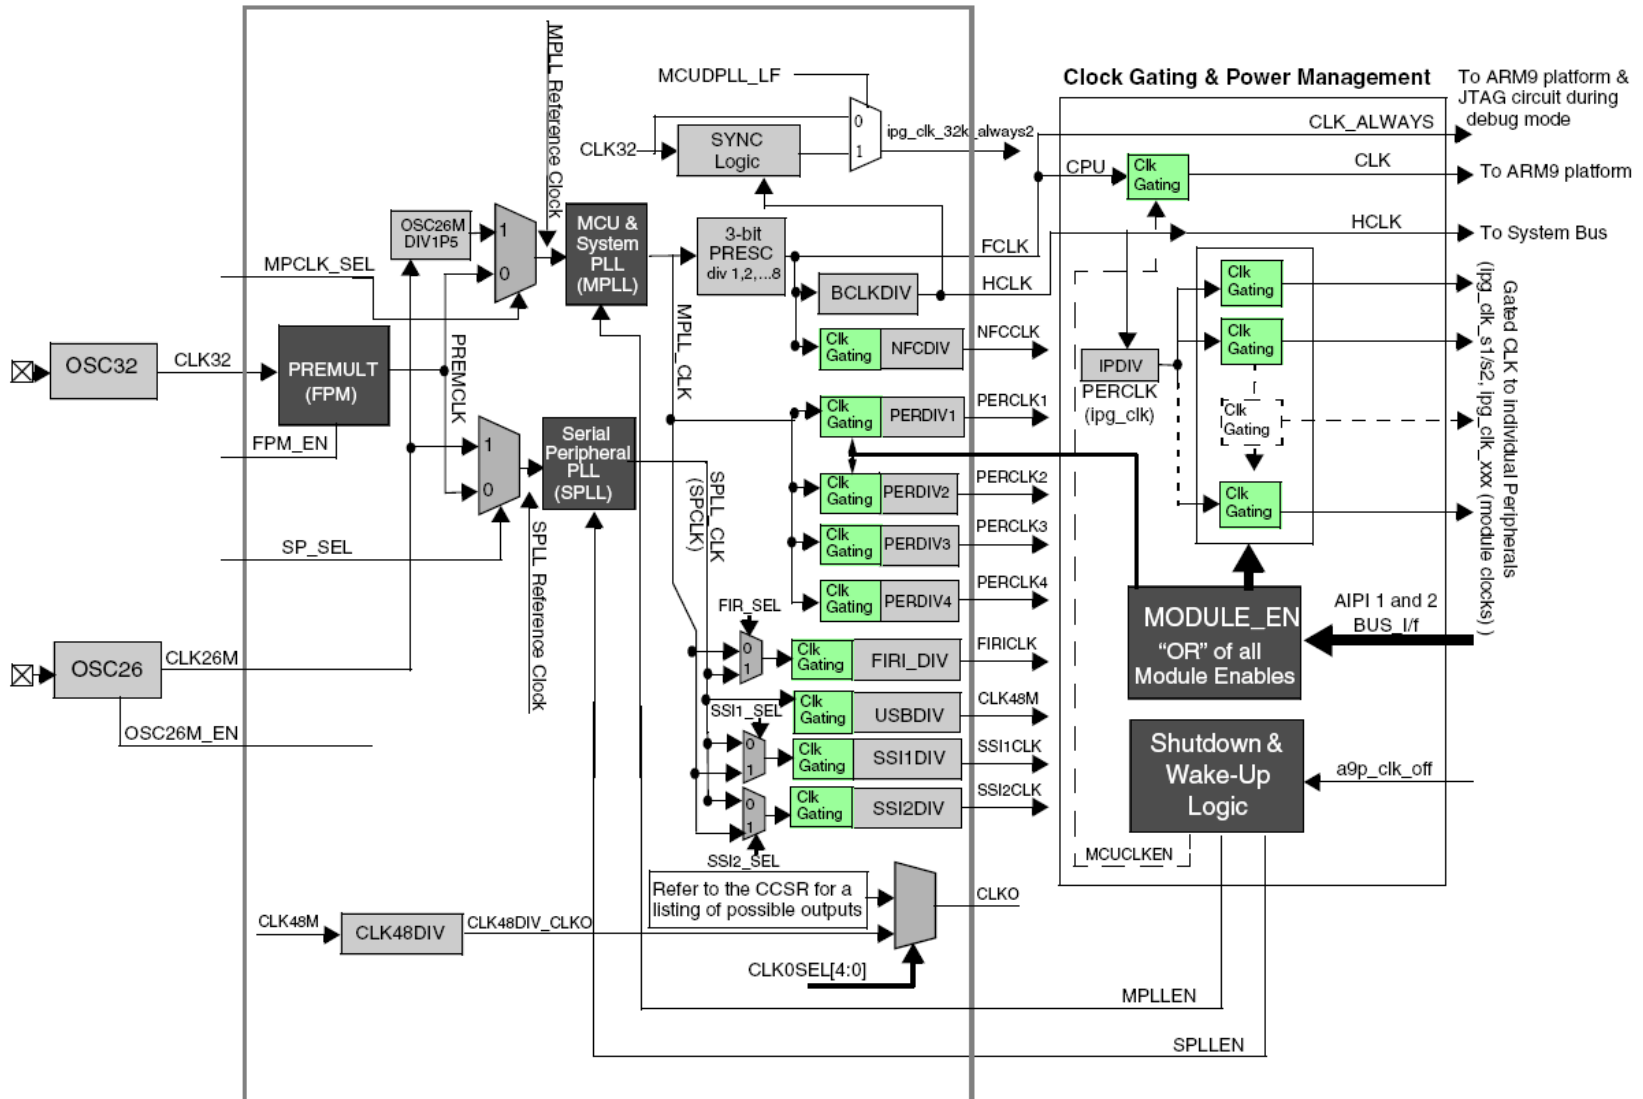 MPLL Reference Clock
MCUDPLL_LF
Clock Gating & Power Management
To ARM9 platform &
JTAG circuit during
debug mode
0
1
ipg_clk_32k_always2
CLK_ALWAYS
CLK32
SYNC
Logic
CPU
Clk
Gating
CLK
To ARM9 platform
OSC26M
DIV1P5
1
0
MCU &
System
PLL
(MPLL)
3-bit
PRESC
div 1,2,...8
FCLK
HCLK
To System Bus
MPCLK_SEL
BCLKDIV
HCLK
Clk
Gating
Clk
Gating
Clk
Gating
Clk
Gating
(ipg_clk_s1/s2, ipg_clk_xxx (module clocks) )
Gated CLK to individual Peripherals
OSC32
CLK32
PREMULT
(FPM)
PREMCLK
MPLL_CLK
Clk
Gating
NFCDIV
NFCCLK
IPDIV
PERCLK
(ipg_clk)
FPM_EN
1
0
Serial
Peripheral
PLL
(SPLL)
SPLL_CLK
(SPCLK)
Clk
Gating
PERDIV1
PERCLK1
Clk
Gating
PERDIV2
PERCLK2
Clk
Gating
PERDIV3
PERCLK3
Clk
Gating
PERDIV4
PERCLK4
SP_SEL
SPLL Reference Clock
FIR_SEL
0
1
Clk
Gating
FIRI_DIV
FIRICLK
MODULE_EN
“OR” of all
Module Enables
AIPI 1 and 2
BUS_I/f
OSC26
CLK26M
OSC26M_EN
Clk
Gating
USBDIV
CLK48M
SSI1_SEL
0
1
Clk
Gating
SSI1DIV
SSI1CLK
0
1
Clk
Gating
SSI2DIV
SSI2CLK
SSI2_SEL
Shutdown &
Wake-Up
Logic
a9p_clk_off
MCUCLKEN
Refer to the CCSR for a
listing of possible outputs
CLKO
CLK48M
CLK48DIV
CLK48DIV_CLKO
CLK0SEL[4:0]
MPLLEN
SPLLEN